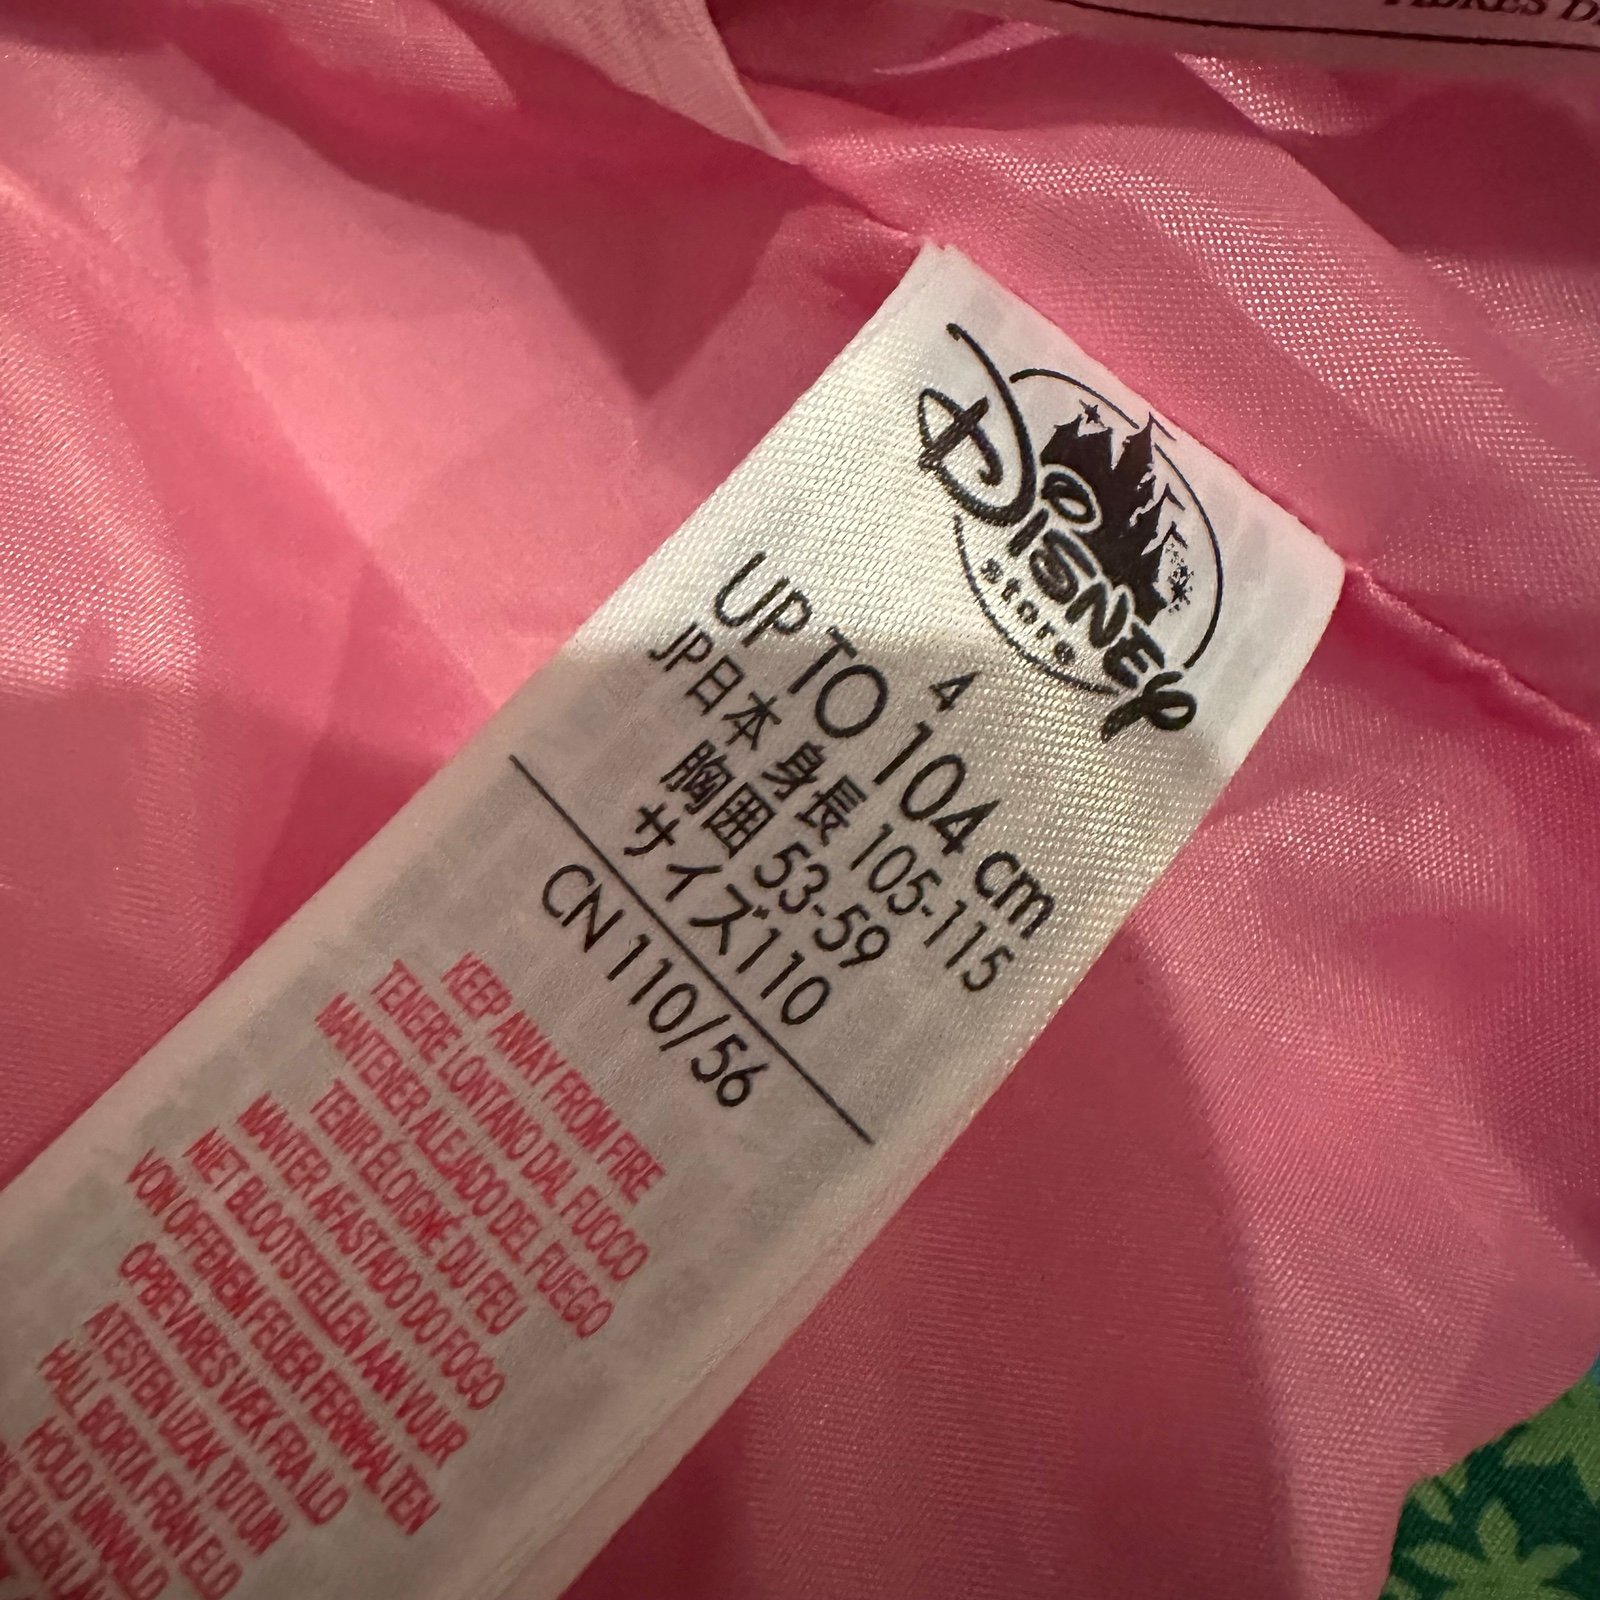 DISNEY
store
4
UP TO 104 cm
JP日本 身長 105-115
胸囲 53-59
サイズ110
CN 110/56
KEEP AWAY FROM FIRE
TENERE LONTANO DAL FUOCO
MANTENER ALEJADO DEL FUEGO
TENIR ÉLOIGNÉ DU FEU
MANTER AFASTADO DO FOGO
NIET BLOOTSTELLEN AAN VUUR
VON OFFENEM FEUER FERNHALTEN
OPBEVARES VÆK FRA ILD
ATEŞTEN UZAK TUTUN
HÅLL BORTA FRÅN ELD
HOLD UNNA ILD
TULEN